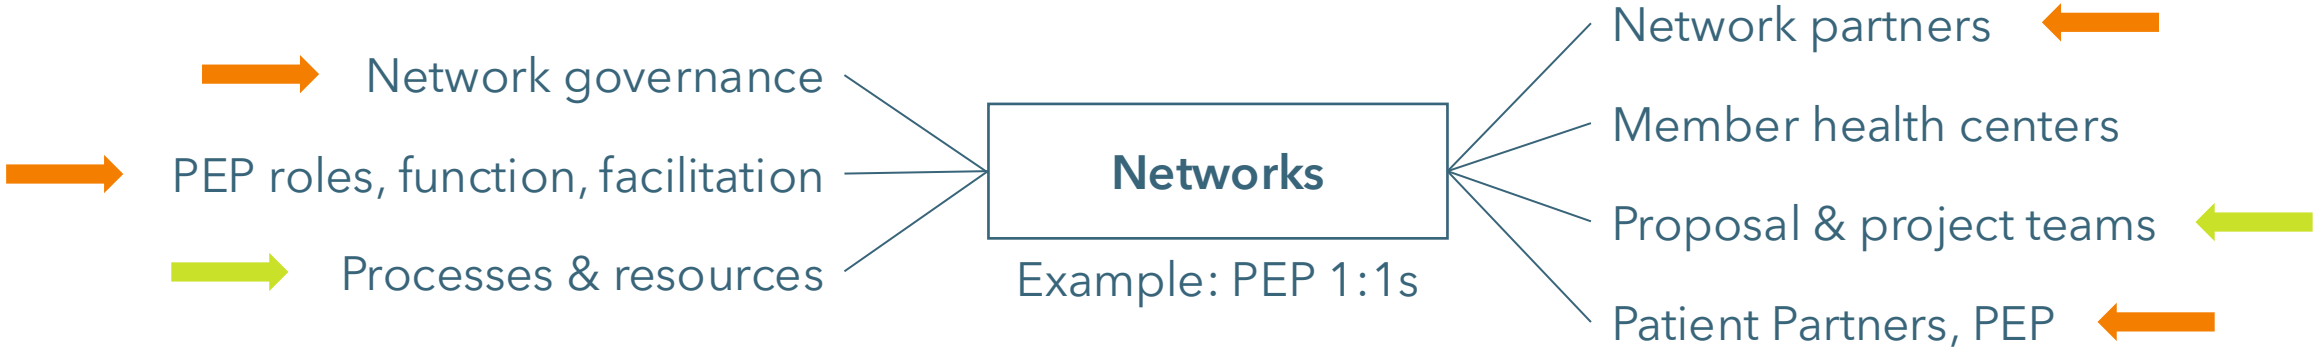 Network governance
PEP roles, function, facilitation
Processes & resources
Networks
Example: PEP 1:1s
Network partners
Member health centers
Proposal & project teams
Patient Partners, PEP